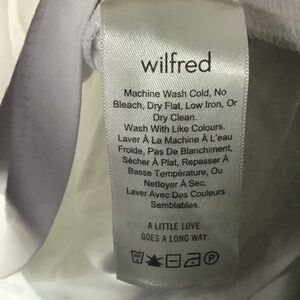 wilfred
Machine Wash Cold, No
Bleach, Dry Flat, Low Iron, Or
Dry Clean.
Wash With Like Colours.
Laver À La Machine À L'eau
Froide, Pas De Blanchiment,
Sécher À Plat, Repasser À
Basse Température, Ou
Nettoyer À Sec.
Laver Avec Des Couleurs
Semblables.
A LITTLE LOVE
GOES A LONG WAY.